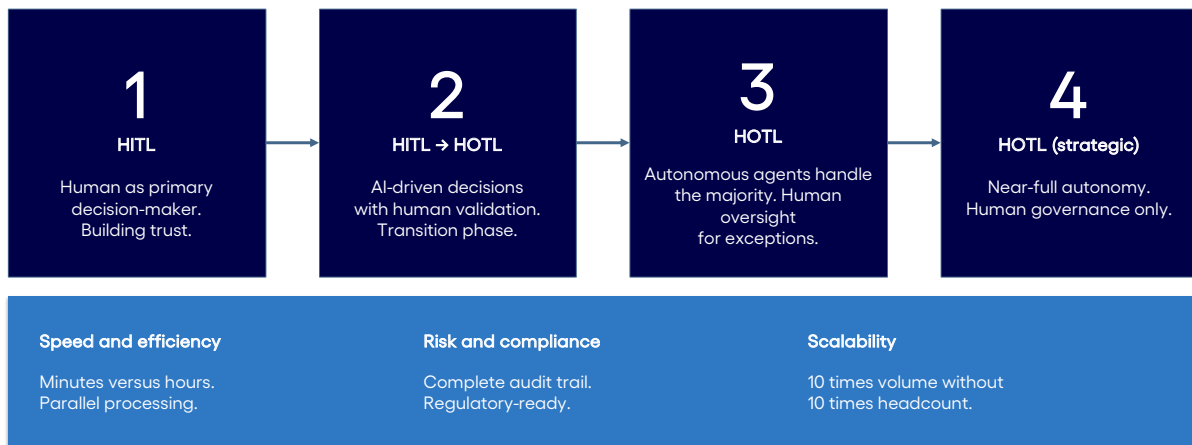 1
HITL
Human as primary
decision-maker.
Building trust.
2
HITL → HOTL
AI-driven decisions
with human validation.
Transition phase.
3
HOTL
Autonomous agents handle
the majority. Human
oversight
for exceptions.
4
HOTL (strategic)
Near-full autonomy.
Human governance only.
Speed and efficiency
Minutes versus hours.
Parallel processing.
Risk and compliance
Complete audit trail.
Regulatory-ready.
Scalability
10 times volume without
10 times headcount.